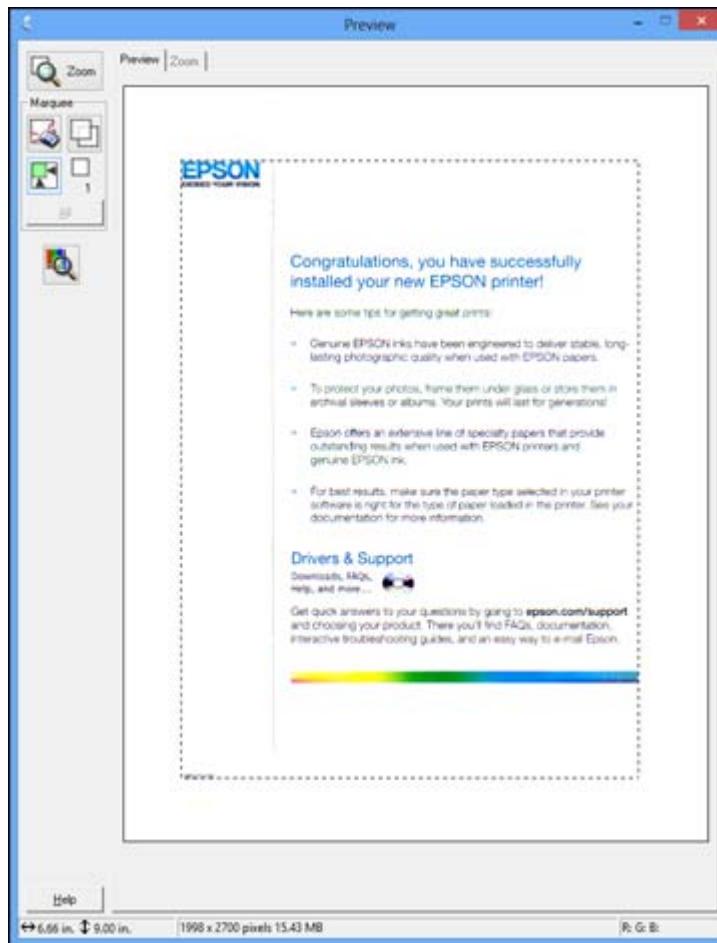 Preview
Zoom
Preview Zoom
Marquee
1
EPSON
EXCEED YOUR VISION
Congratulations, you have successfully
installed your new EPSON printer!
Here are some tips for getting great prints:
Genuine EPSON inks have been engineered to deliver stable, long-
lasting photographic quality when used with EPSON papers.
To protect your photos, frame them under glass or store them in
archival sleeves or albums. Your prints will last for generations!
Epson offers an extensive line of specialty papers that provide
outstanding results when used with EPSON printers and
genuine EPSON ink.
For best results, make sure the paper type selected in your printer
software is right for the type of paper loaded in the printer. See your
documentation for more information.
Drivers & Support
Downloads, FAQs,
Help, and more...
Get quick answers to your questions by going to epson.com/support
and choosing your product. There you'll find FAQs, documentation,
interactive troubleshooting guides, and an easy way to e-mail Epson.
Help
6.66 in. 9.00 in. 1998 x 2700 pixels 15.43 MB R: G: B: